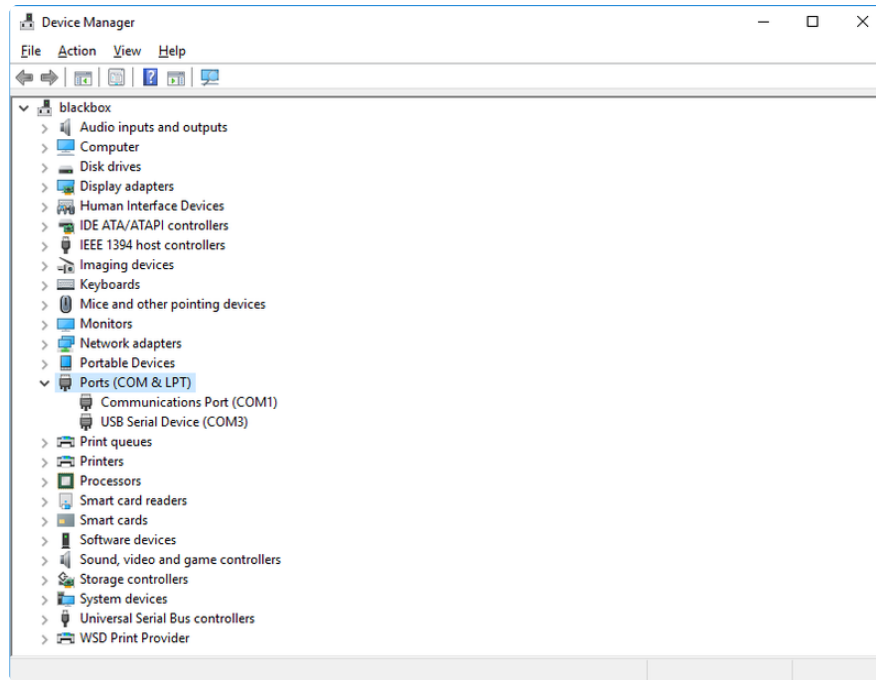 Device Manager
File Action View Help
blackbox
Audio inputs and outputs
Computer
Disk drives
Display adapters
Human Interface Devices
IDE ATA/ATAPI controllers
IEEE 1394 host controllers
Imaging devices
Keyboards
Mice and other pointing devices
Monitors
Network adapters
Portable Devices
Ports (COM & LPT)
Communications Port (COM1)
USB Serial Device (COM3)
Print queues
Printers
Processors
Smart card readers
Smart cards
Software devices
Sound, video and game controllers
Storage controllers
System devices
Universal Serial Bus controllers
WSD Print Provider